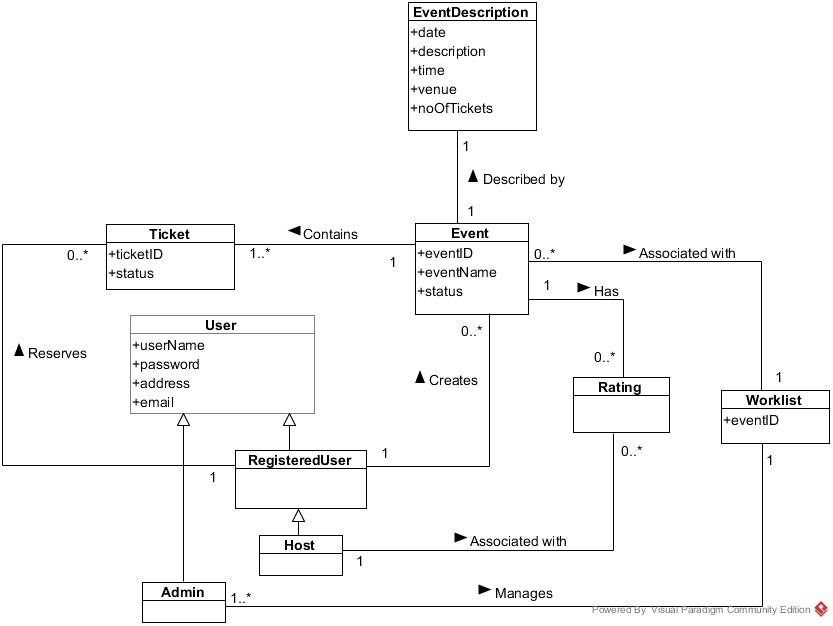 EventDescription
+date
+description
+time
+venue
+noOfTickets
1
Described by
1
Ticket
+ticketID
+status
0..*
1..*
Contains
1
Event
+eventID
+eventName
+status
0..*
Associated with
1
Has
0..*
0..*
User
+userName
+password
+address
+email
Reserves
Creates
Rating
0..*
1
Worklist
+eventID
1
RegisteredUser
1
1
Host
1
Associated with
Admin
1..*
Manages
Powered By Visual Paradigm Community Edition